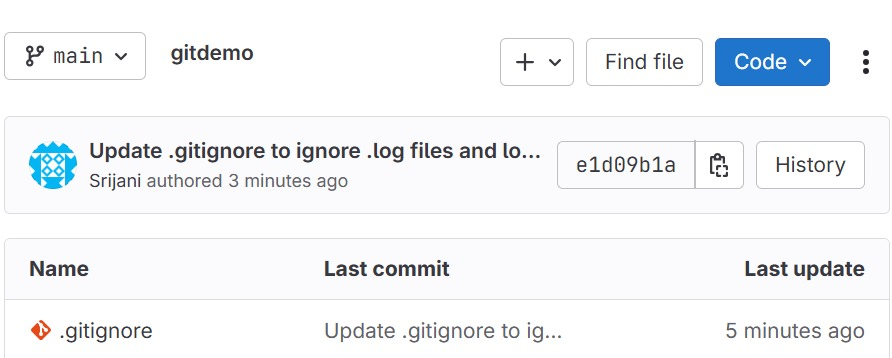 main gitdemo + Find file Code
Update .gitignore to ignore .log files and lo...
Srijani authored 3 minutes ago
e1d09b1a History
Name Last commit Last update
.gitignore Update .gitignore to ig... 5 minutes ago